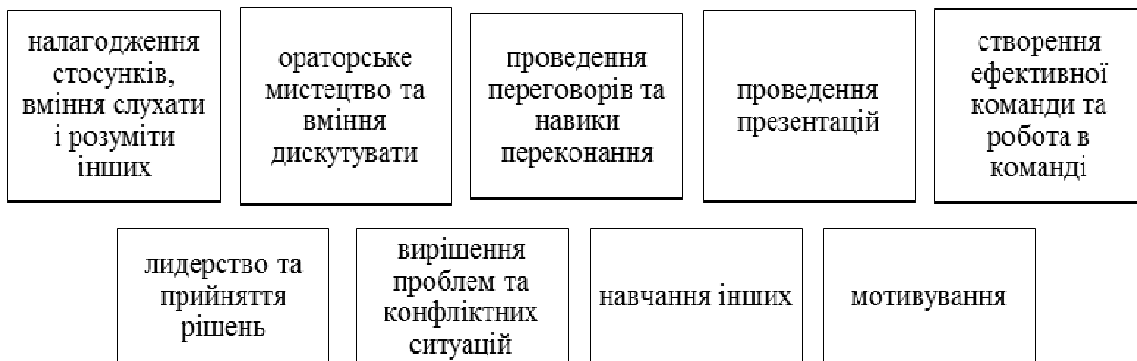 налагодження
стосунків,
вміння слухати
і розуміти
інших
ораторське
мистецтво та
вміння
дискутувати
проведення
переговорів та
навики
переконання
проведення
презентацій
створення
ефективної
команди та
робота в
команді
лидерство та
прийняття
рішень
вирішення
проблем та
конфліктних
ситуацій
навчання інших
мотивування